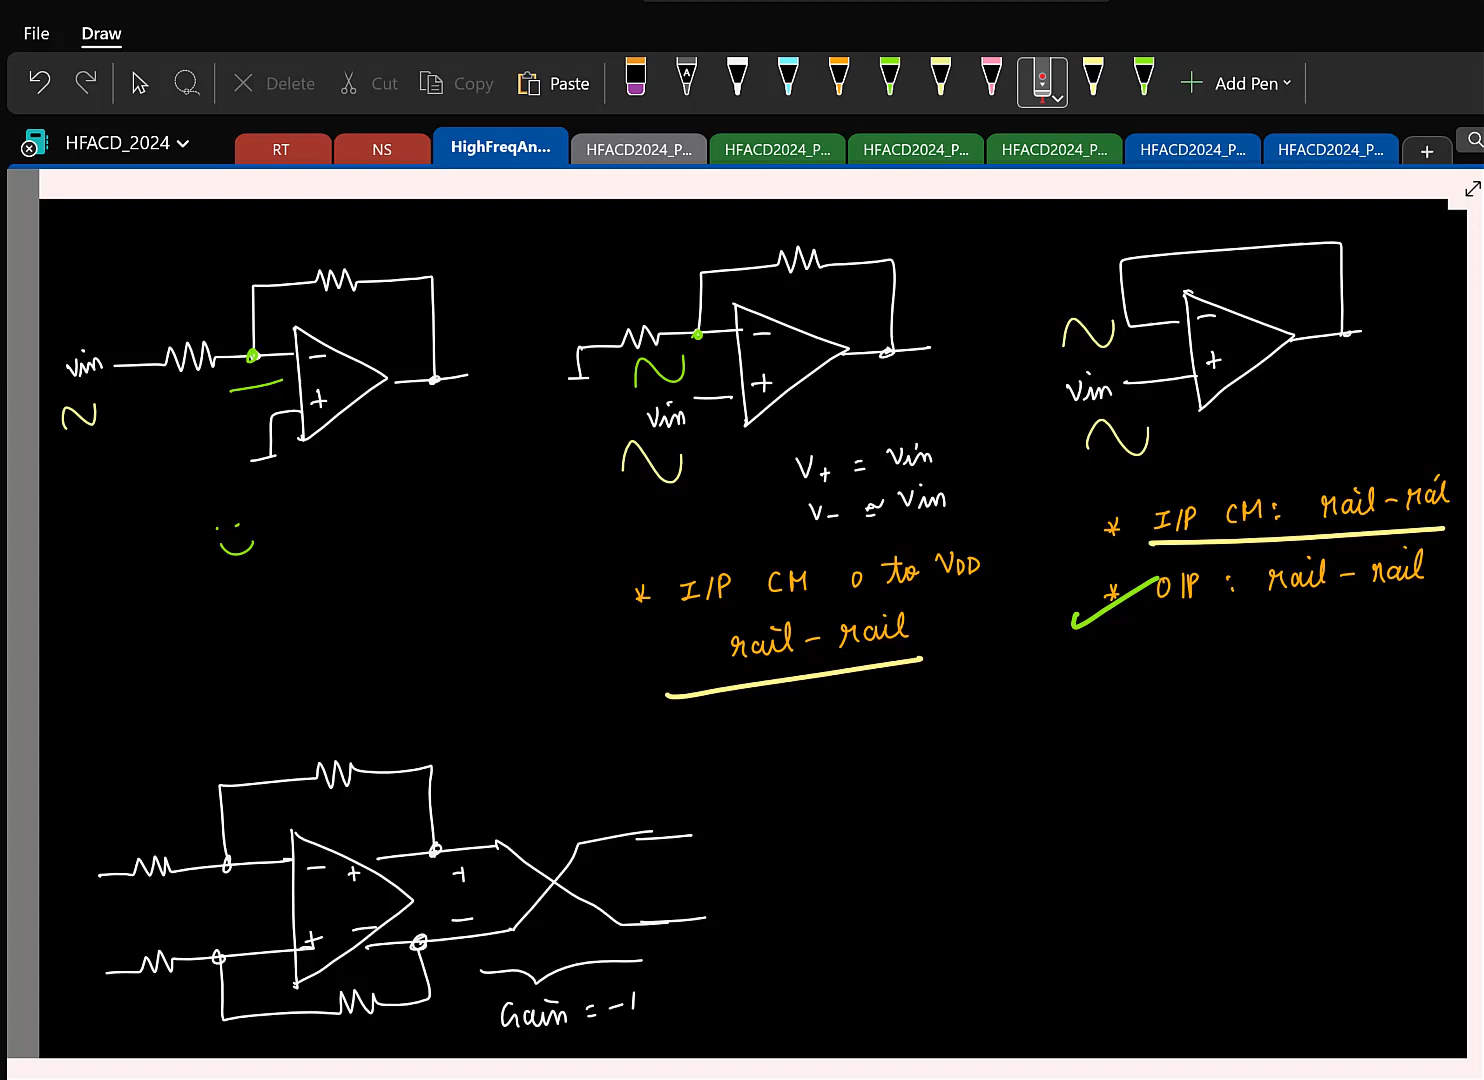 File Draw
Delete Cut Copy Paste A Add Pen
HFACD_2024 RT NS HighFreqAn... HFACD2024_P... HFACD2024_P... HFACD2024_P... HFACD2024_P... HFACD2024_P... HFACD2024_P... +
vin
-
+
-
+
vin
V+ = Vin
V- ≃ Vin
* I/P CM 0 to VDD
rail - rail
-
+
vin
* I/P CM: rail-rail
* O/P : rail - rail
- +
+ -
+
-
Gain = -1